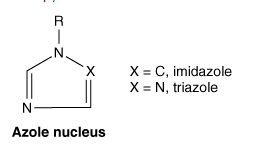 R
N
X
X = C, imidazole
X = N, triazole
N
Azole nucleus